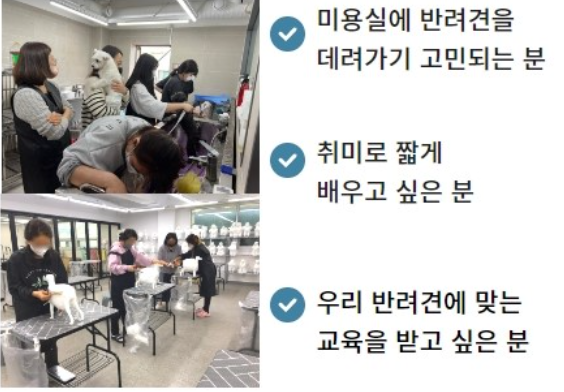 미용실에 반려견을
데려가기 고민되는 분
취미로 짧게
배우고 싶은 분
우리 반려견에 맞는
교육을 받고 싶은 분